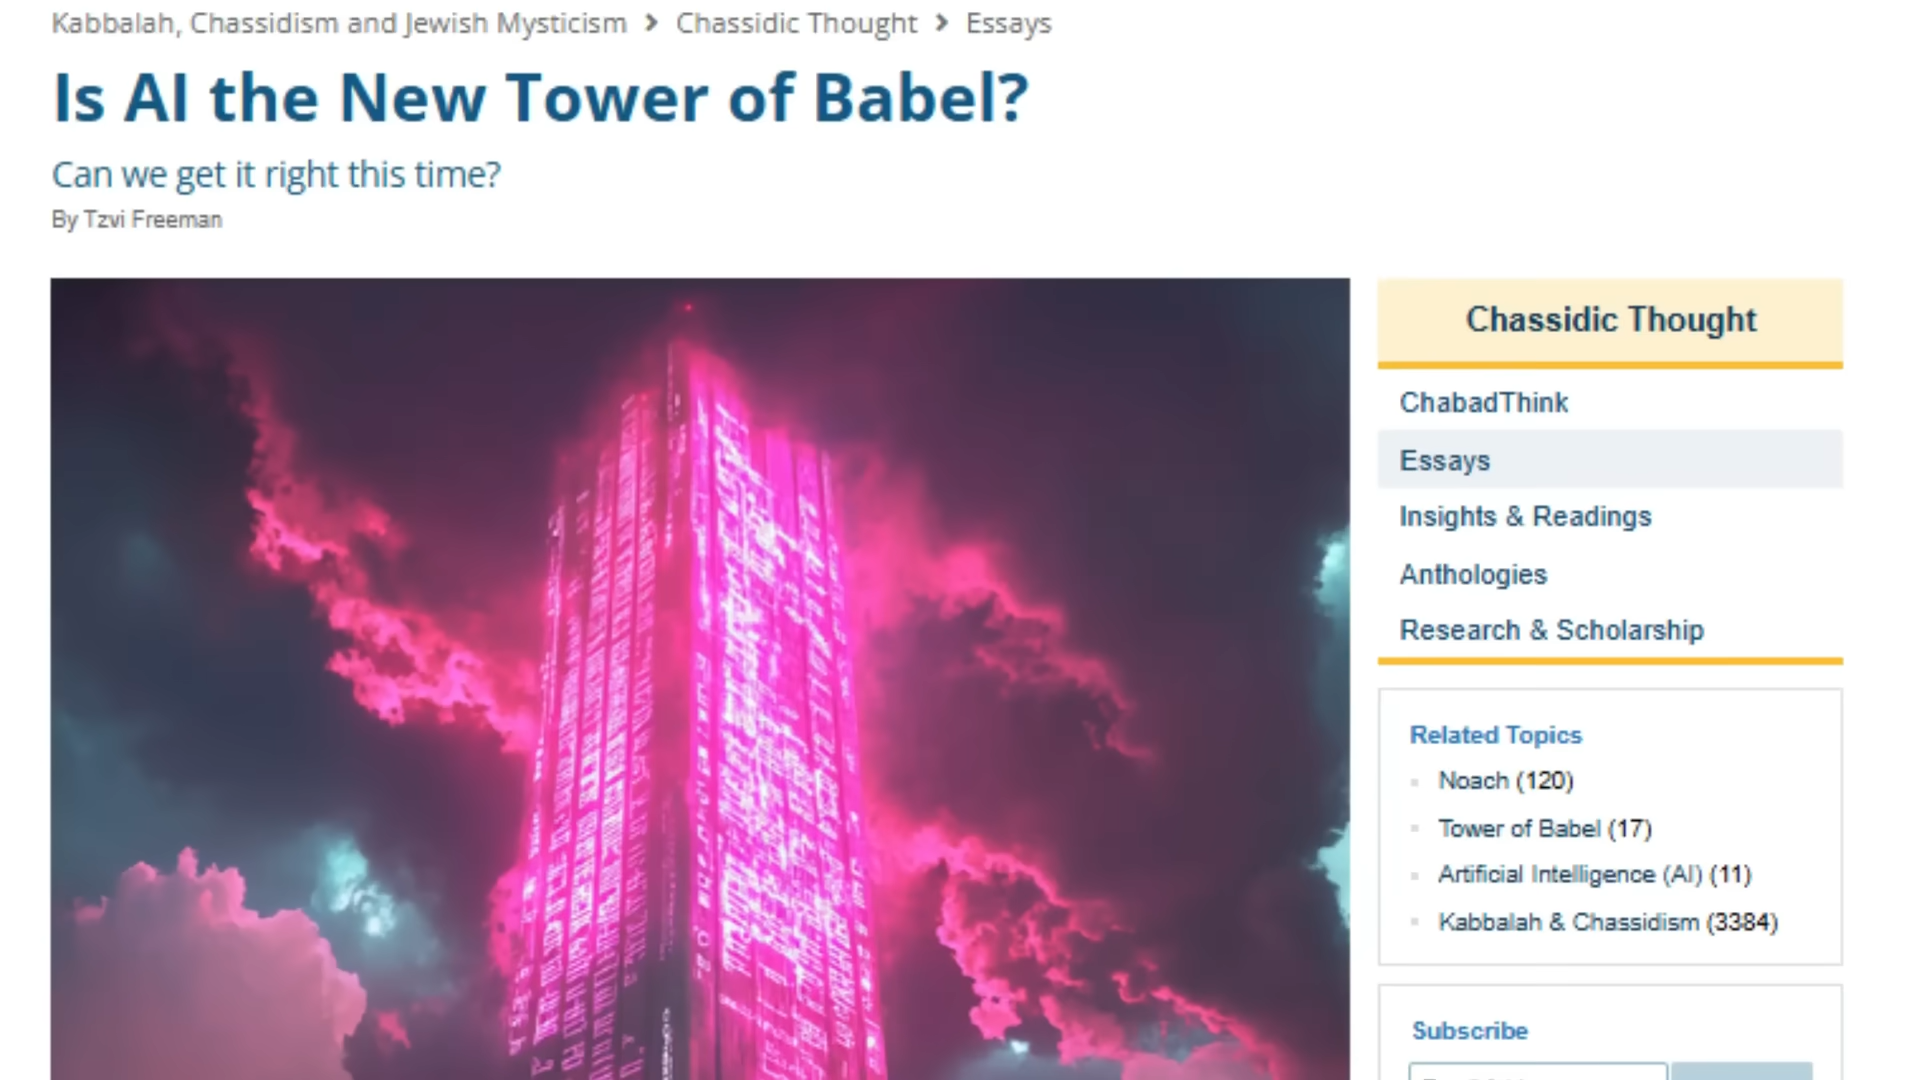 Kabbalah, Chassidism and Jewish Mysticism > Chassidic Thought > Essays
Is AI the New Tower of Babel?
Can we get it right this time?
By Tzvi Freeman
Chassidic Thought
ChabadThink
Essays
Insights & Readings
Anthologies
Research & Scholarship
Related Topics
Noach (120)
Tower of Babel (17)
Artificial Intelligence (AI) (11)
Kabbalah & Chassidism (3384)
Subscribe